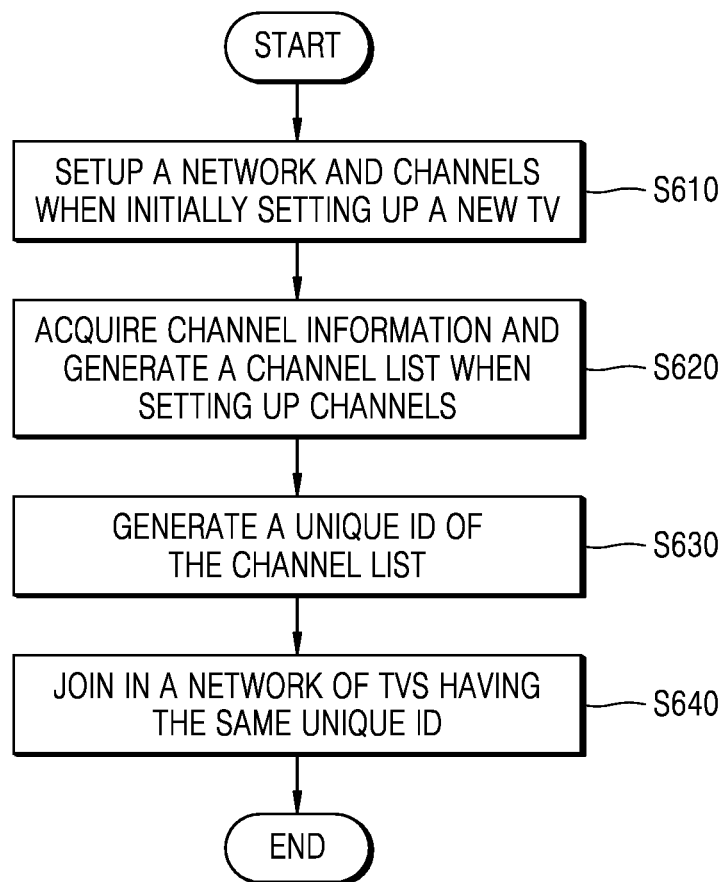 START
SETUP A NETWORK AND CHANNELS
WHEN INITIALLY SETTING UP A NEW TV
S610
ACQUIRE CHANNEL INFORMATION AND
GENERATE A CHANNEL LIST WHEN
SETTING UP CHANNELS
S620
GENERATE A UNIQUE ID OF
THE CHANNEL LIST
S630
JOIN IN A NETWORK OF TVS HAVING
THE SAME UNIQUE ID
S640
END